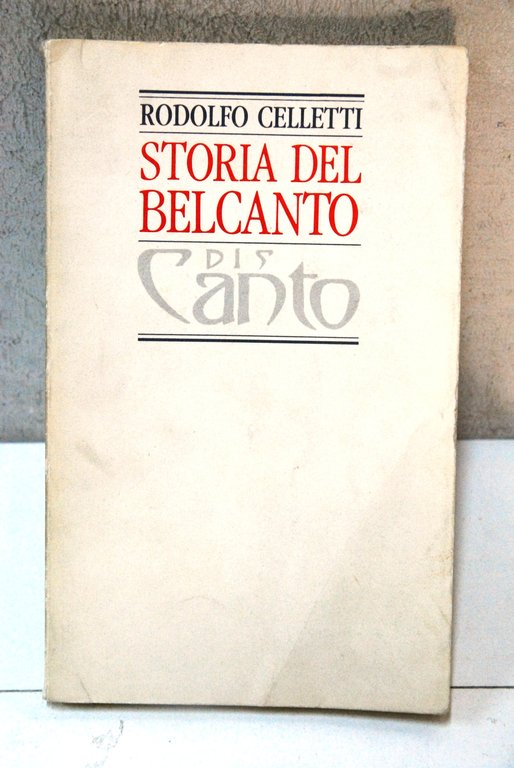 RODOLFO CELLETTI
STORIA DEL
BELCANTO
DIS
Canto